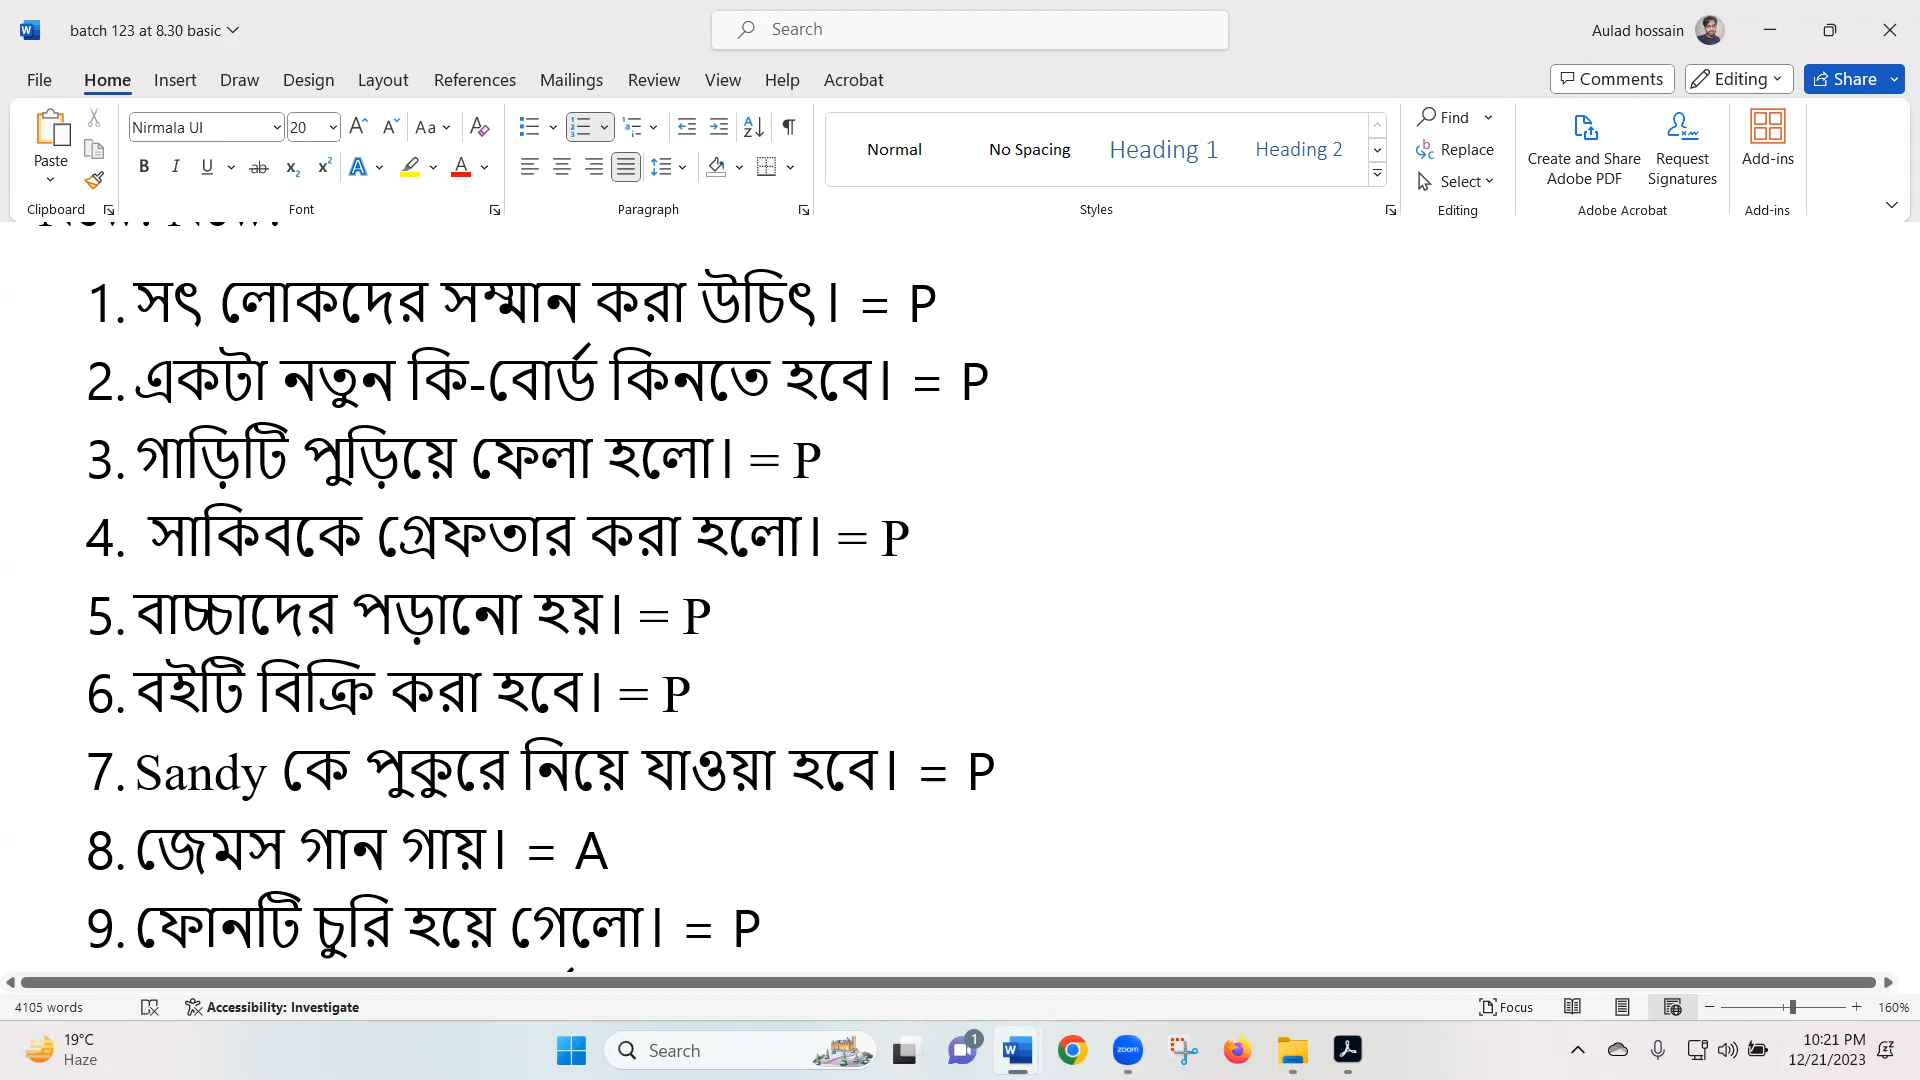 batch 123 at 8.30 basic
Search
Aulad hossain
File Home Insert Draw Design Layout References Mailings Review View Help Acrobat
Comments Editing Share
Paste
Nirmala UI 20
Normal No Spacing Heading 1 Heading 2
Find
Replace
Select
Create and Share Adobe PDF
Request Signatures
Add-ins
Clipboard Font Paragraph Styles Editing Adobe Acrobat Add-ins
1. সৎ লোকদের সম্মান করা উচিৎ। = P
2. একটা নতুন কি-বোর্ড কিনতে হবে। = P
3. গাড়িটি পুড়িয়ে ফেলা হলো। = P
4. সাকিবকে গ্রেফতার করা হলো। = P
5. বাচ্চাদের পড়ানো হয়। = P
6. বইটি বিক্রি করা হবে। = P
7. Sandy কে পুকুরে নিয়ে যাওয়া হবে। = P
8. জেমস গান গায়। = A
9. ফোনটি চুরি হয়ে গেলো। = P
4105 words Accessibility: Investigate Focus 160%
19°C
Haze
Search
1
zoom
10:21 PM
12/21/2023